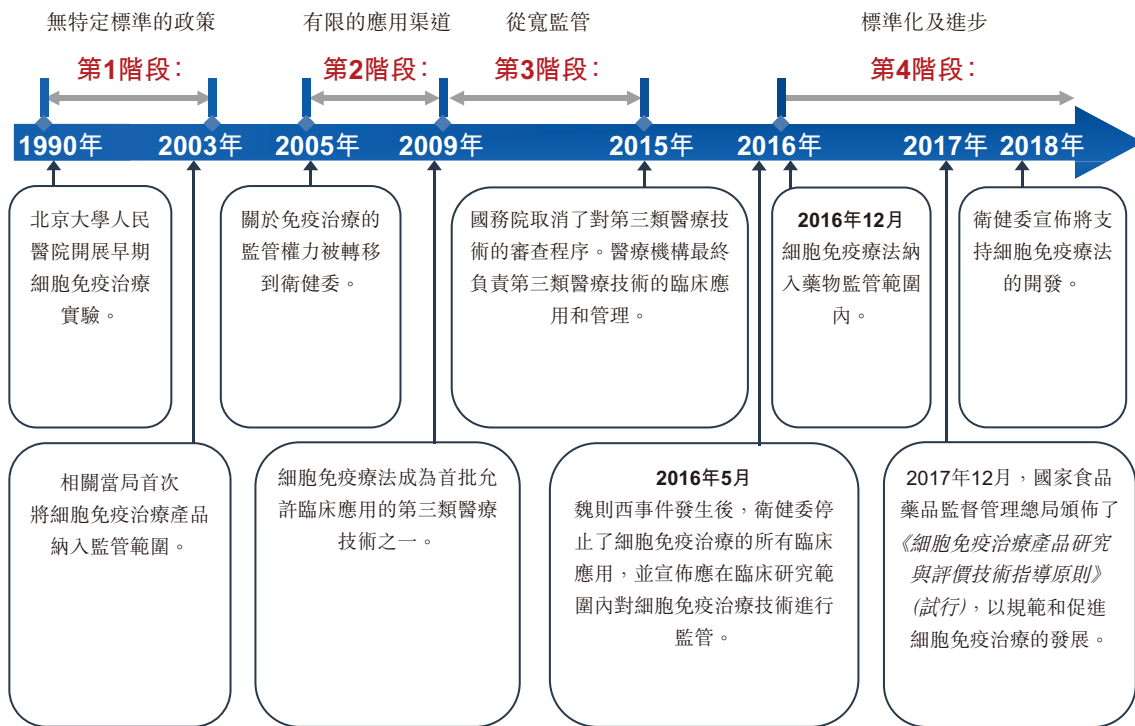 無特定標準的政策
有限的應用渠道
從寬監管
標準化及進步
第1階段：
第2階段：
第3階段：
第4階段：
1990年
2003年
2005年
2009年
2015年
2016年
2017年
2018年
北京大學人民
醫院開展早期
細胞免疫治療
實驗。
關於免疫治療的
監管權力被轉移
到衛健委。
國務院取消了對第三類醫療技
術的審查程序。醫療機構最終
負責第三類醫療技術的臨床應
用和管理。
2016年12月
細胞免疫療法納
入藥物監管範圍
內。
衛健委宣佈將支
持細胞免疫療法
的開發。
相關當局首次
將細胞免疫治療產品
納入監管範圍。
細胞免疫療法成為首批允
許臨床應用的第三類醫療
技術之一。
2016年5月
魏則西事件發生後，衛健委停
止了細胞免疫治療的所有臨床
應用，並宣佈應在臨床研究範
圍內對細胞免疫治療技術進行
監管。
2017年12月，國家食品
藥品監督管理總局頒佈了
《細胞免疫治療產品研究
與評價技術指導原則》
(試行)，以規範和促進
細胞免疫治療的發展。